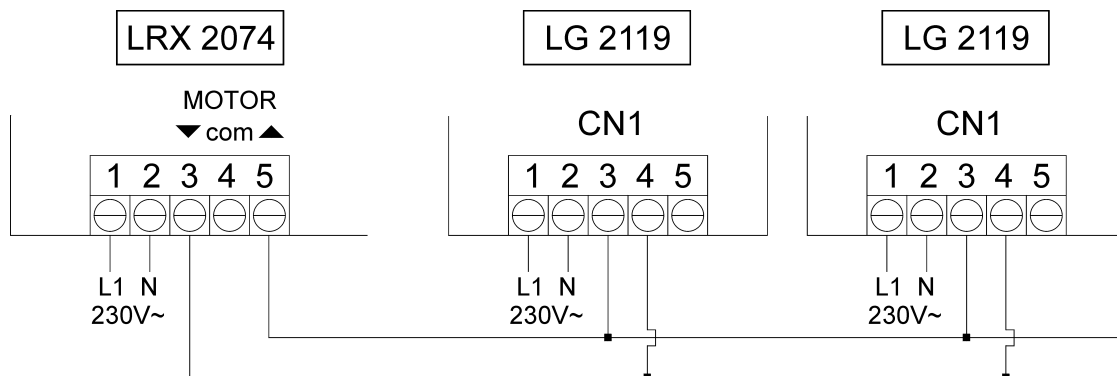 LRX 2074
LG 2119
LG 2119
MOTOR
▼ com ▲
CN1
CN1
1 2 3 4 5
1 2 3 4 5
1 2 3 4 5
L1 N
230V~
L1 N
230V~
L1 N
230V~